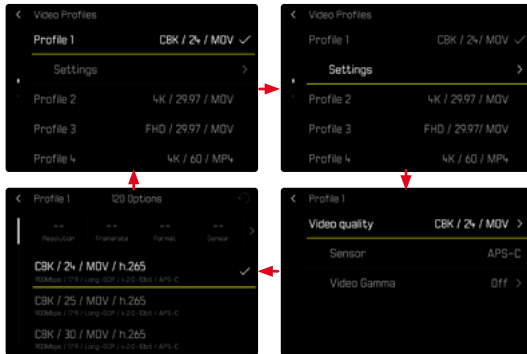 Video Profiles
Profile 1 CBK / 24 / MOV
Settings
Profile 2 4K / 29.97 / MOV
Profile 3 FHD / 29.97 / MOV
Profile 4 4K / 60 / MP4
Video Profiles
Profile 1 CBK / 24/ MOV
Settings
Profile 2 4K / 29.97 / MOV
Profile 3 FHD / 29.97/ MOV
Profile 4 4K / 60 / MP4
Profile 1 120 Options
-- -- -- --
Resolution Framerate Format Sensor
C8K / 24 / MOV / h.265
C8K / 25 / MOV / h.265
C8K / 30 / MOV / h.265
Profile 1
Video quality C8K / 24 / MOV
Sensor APS-C
Video Gamma Off